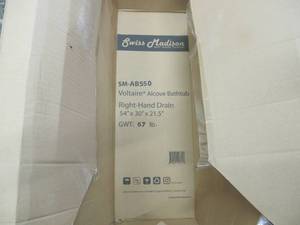 Swiss Madison
SM-AB550
Voltaire® Alcove Bathtub
Right-Hand Drain
54" x 30" x 21.5"
GWT: 67 lb.